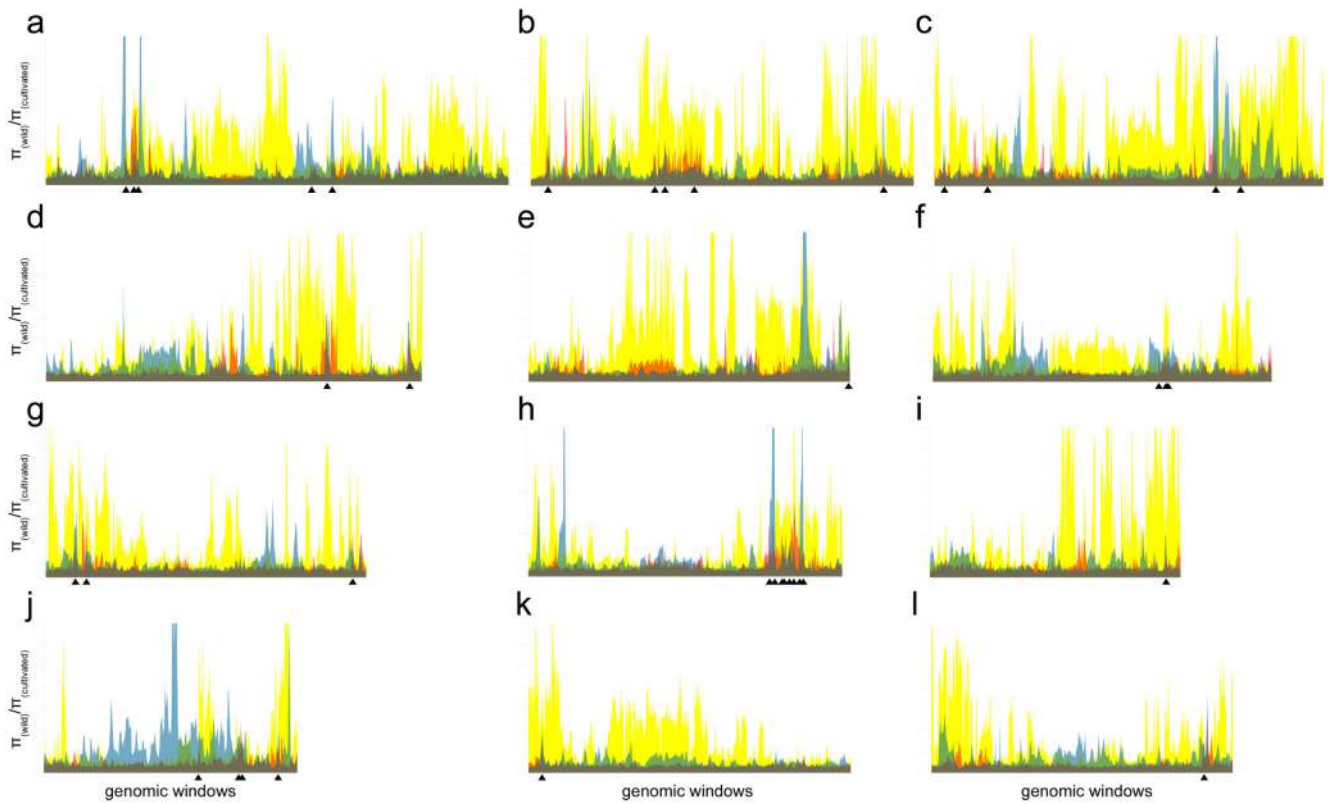 a
b
c
π(wild)/π(cultivated)
d
e
f
π(wild)/π(cultivated)
g
h
i
π(wild)/π(cultivated)
j
k
l
π(wild)/π(cultivated)
genomic windows
genomic windows
genomic windows